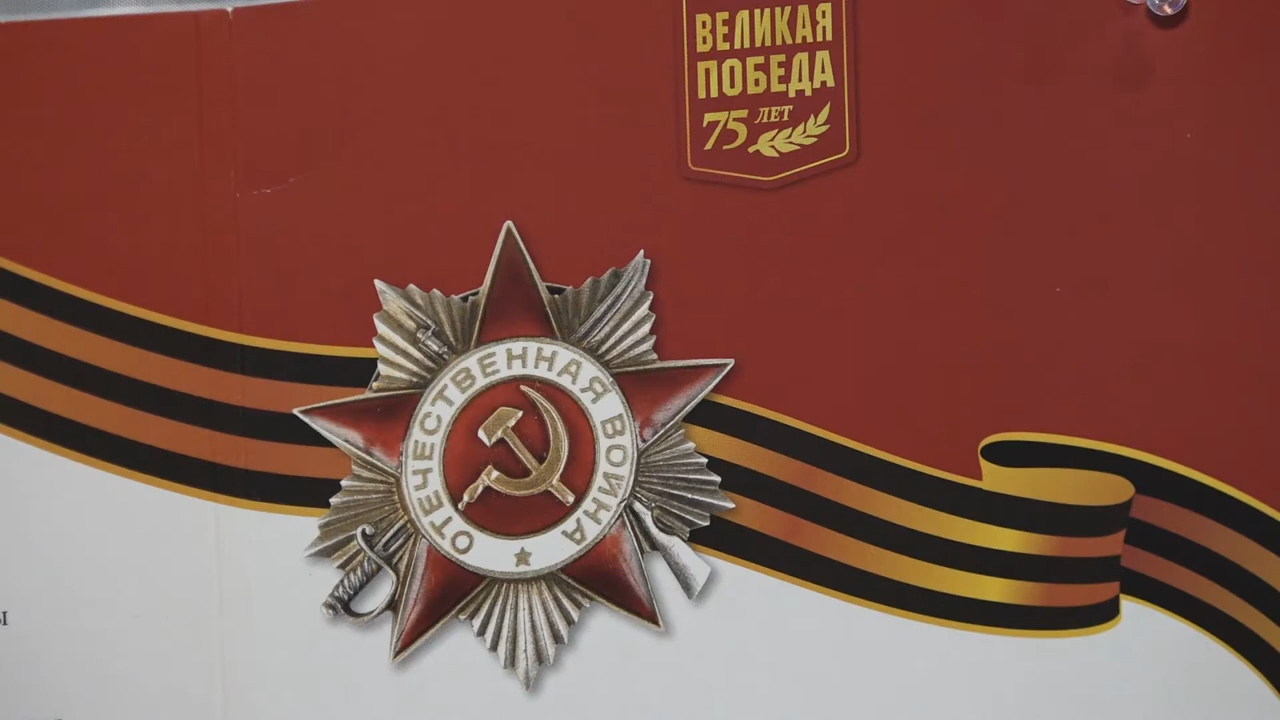 ВЕЛИКАЯ
ПОБЕДА
75 ЛЕТ
ОТЕЧЕСТВЕННАЯ ВОЙНА